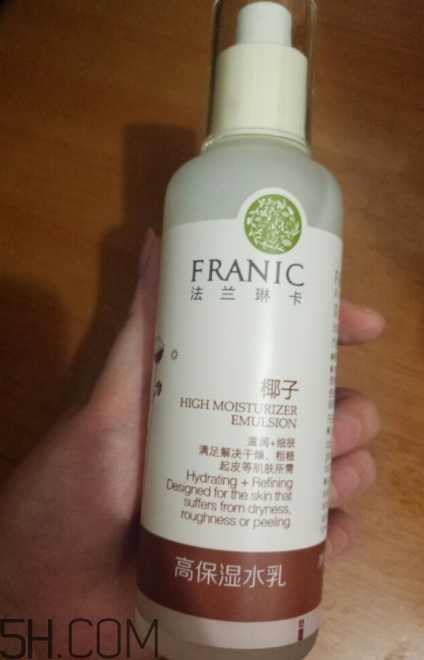 FRANIC
法兰琳卡
椰子
HIGH MOISTURIZER
EMULSION
滋润+细肤
满足解决干燥、粗糙
起皮等肌肤所需
Hydrating + Refining
Designed for the skin that
suffers from dryness,
roughness or peeling
高保湿水乳
5H.COM